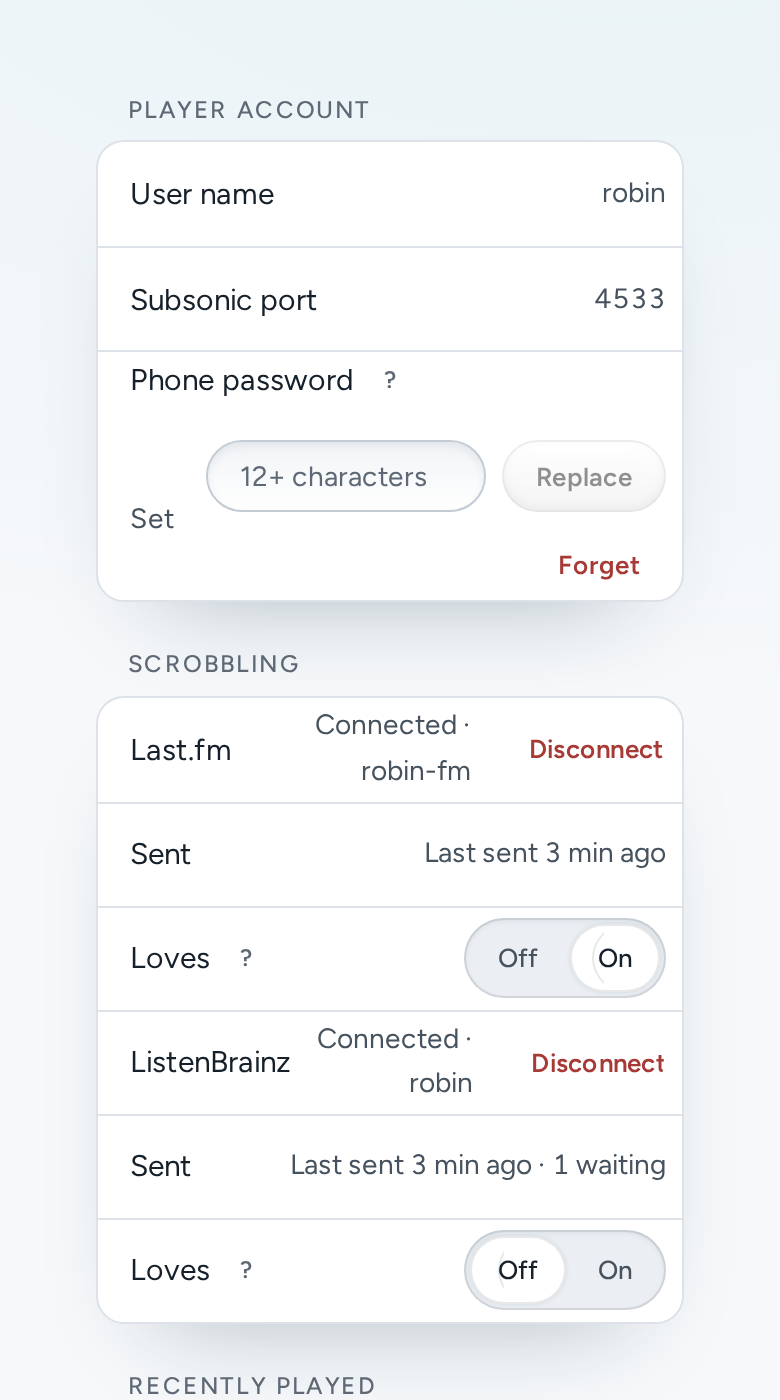 PLAYER ACCOUNT
User name robin
Subsonic port 4533
Phone password ?
12+ characters Replace
Set
Forget
SCROBBLING
Last.fm Connected · robin-fm Disconnect
Sent Last sent 3 min ago
Loves ? Off On
ListenBrainz Connected · robin Disconnect
Sent Last sent 3 min ago · 1 waiting
Loves ? Off On
RECENTLY PLAYED